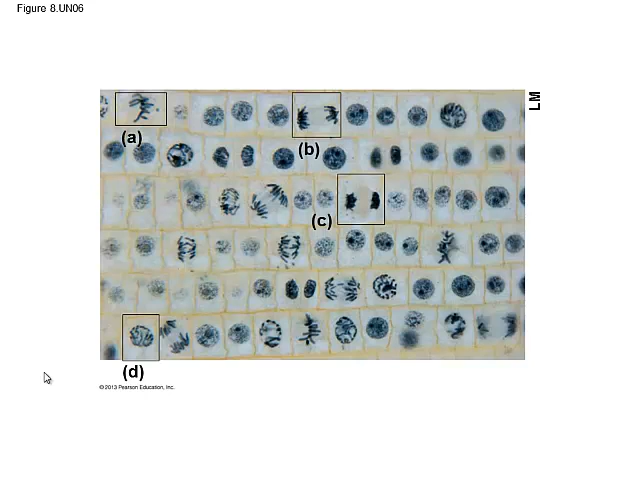 Figure 8.UN06
LM
(a)
(b)
(c)
(d)
© 2013 Pearson Education, Inc.